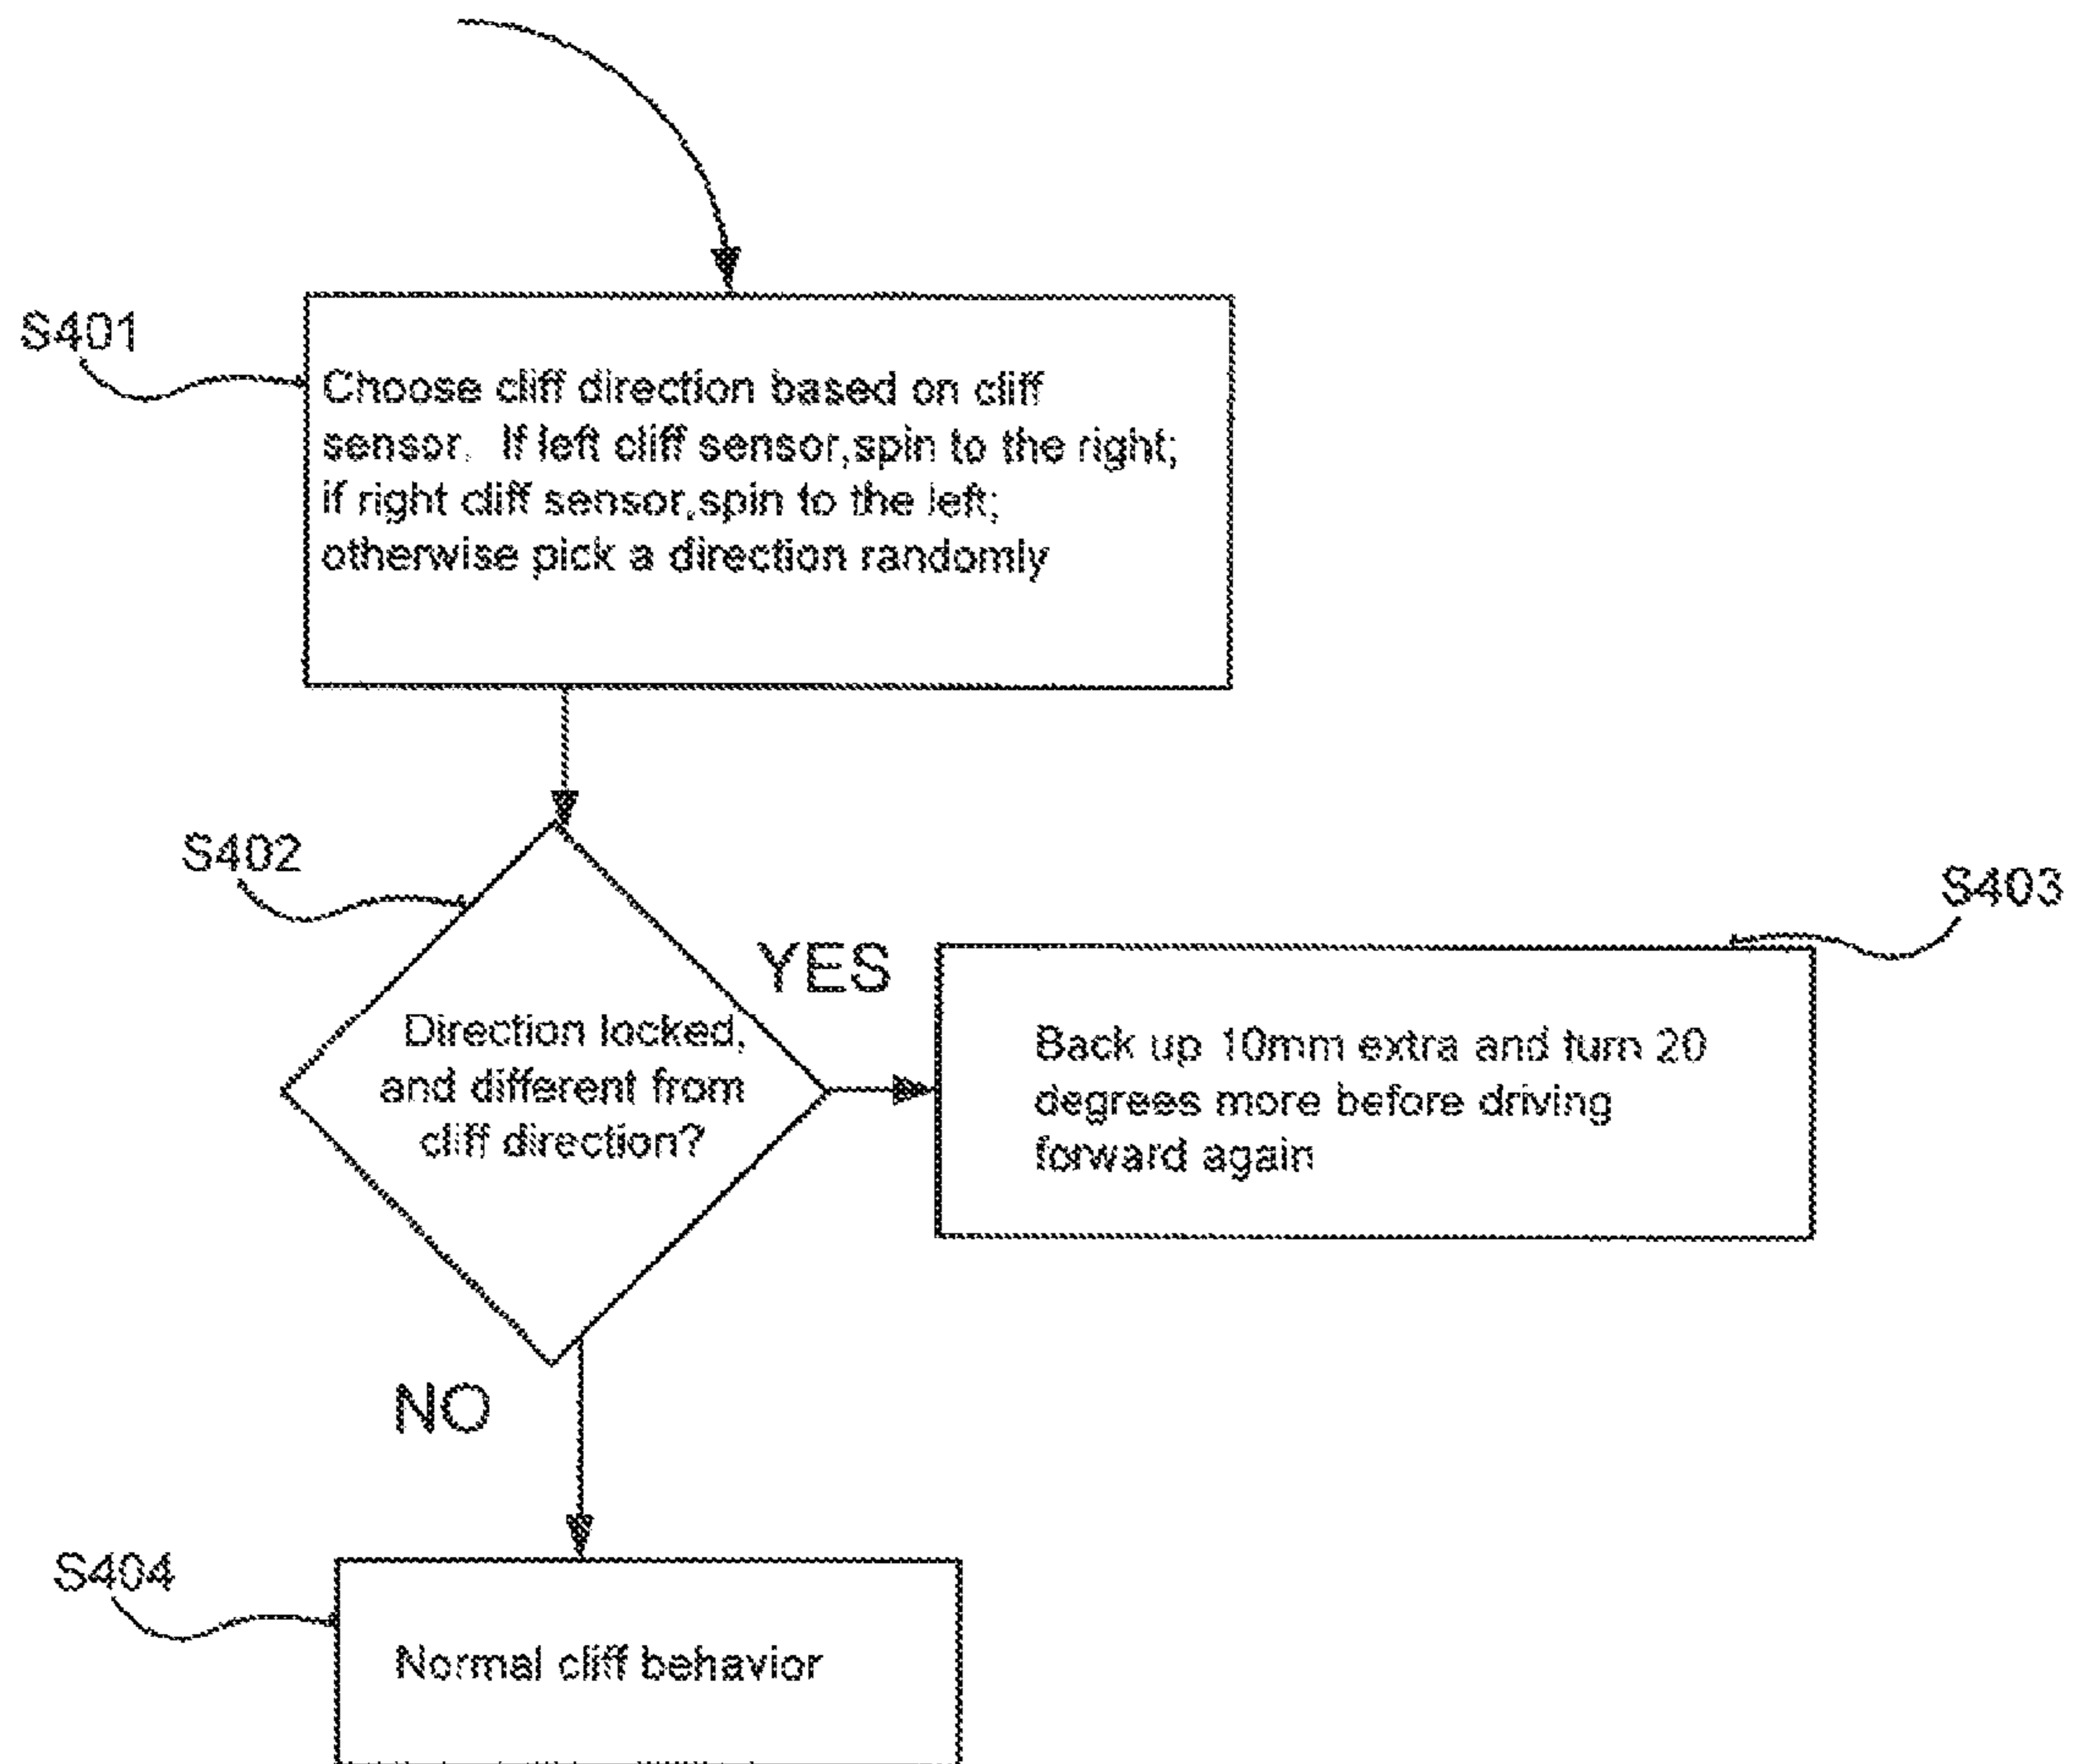 S401
Choose cliff direction based on cliff
sensor. If left cliff sensor,spin to the right;
if right cliff sensor,spin to the left;
otherwise pick a direction randomly
S402
Direction locked,
and different from
cliff direction?
YES
S403
Back up 10mm extra and turn 20
degrees more before driving
forward again
NO
S404
Normal cliff behavior